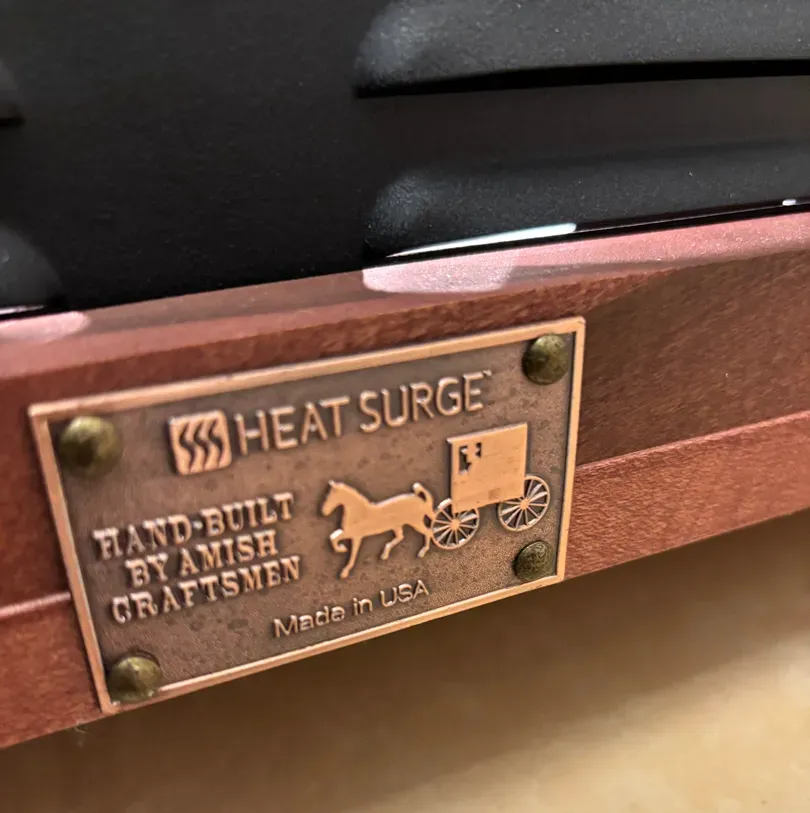 HEAT SURGE™
HAND-BUILT
BY AMISH
CRAFTSMEN
Made in USA